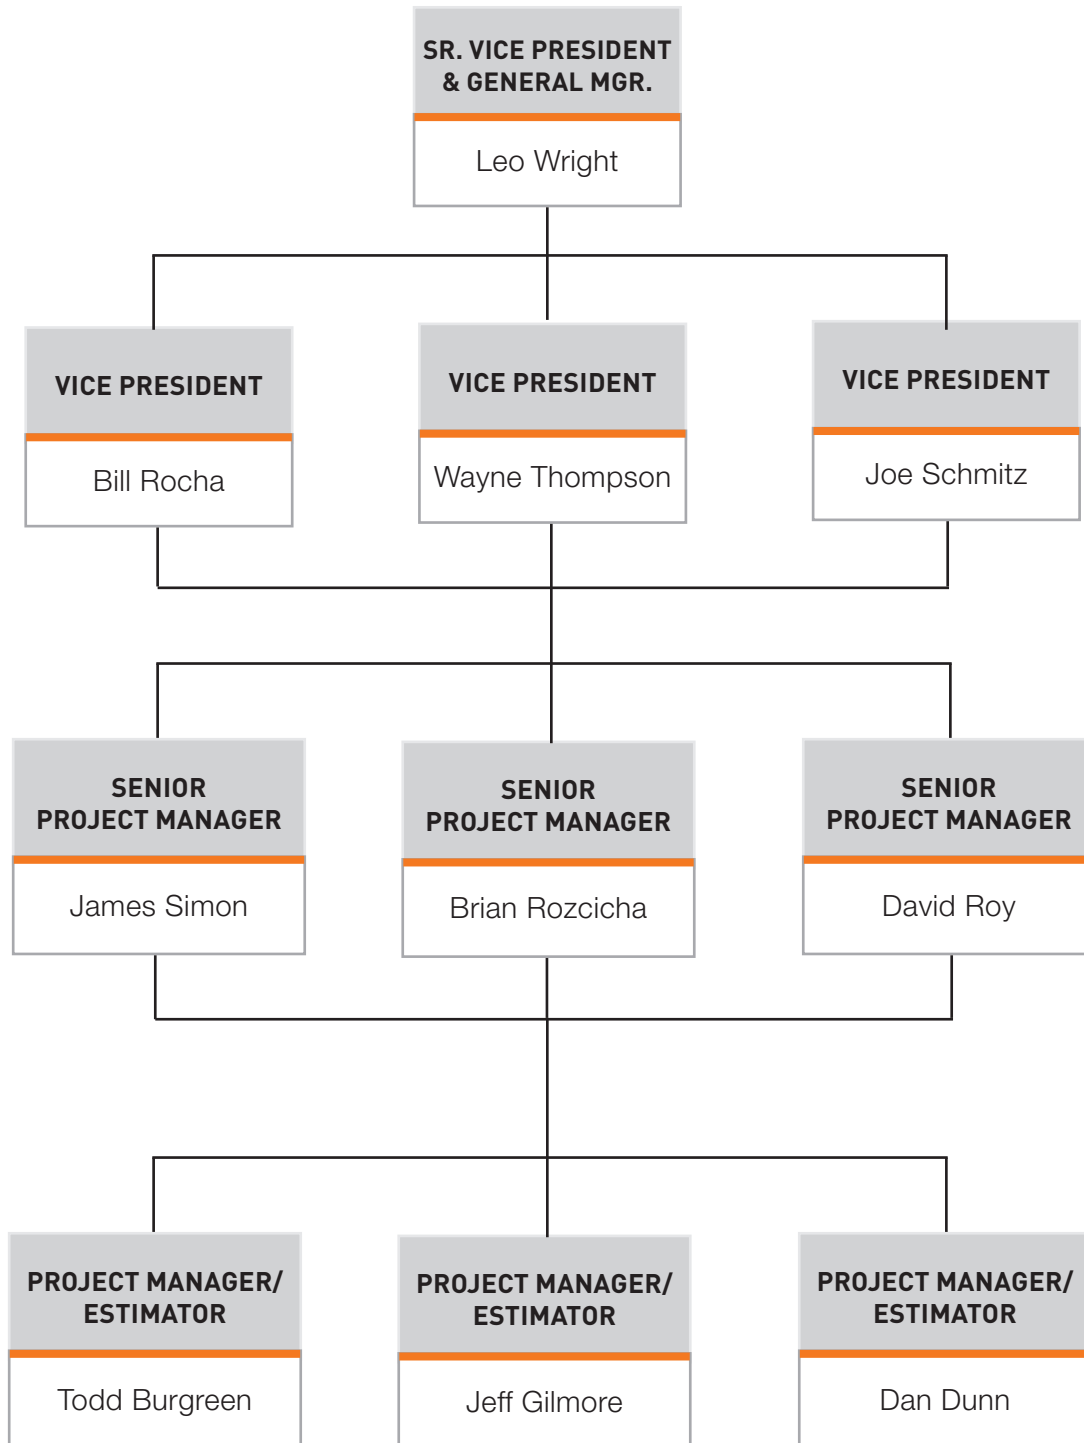 SR. VICE PRESIDENT
& GENERAL MGR.
Leo Wright
VICE PRESIDENT
Bill Rocha
VICE PRESIDENT
Wayne Thompson
VICE PRESIDENT
Joe Schmitz
SENIOR
PROJECT MANAGER
James Simon
SENIOR
PROJECT MANAGER
Brian Rozcicha
SENIOR
PROJECT MANAGER
David Roy
PROJECT MANAGER/
ESTIMATOR
Todd Burgreen
PROJECT MANAGER/
ESTIMATOR
Jeff Gilmore
PROJECT MANAGER/
ESTIMATOR
Dan Dunn